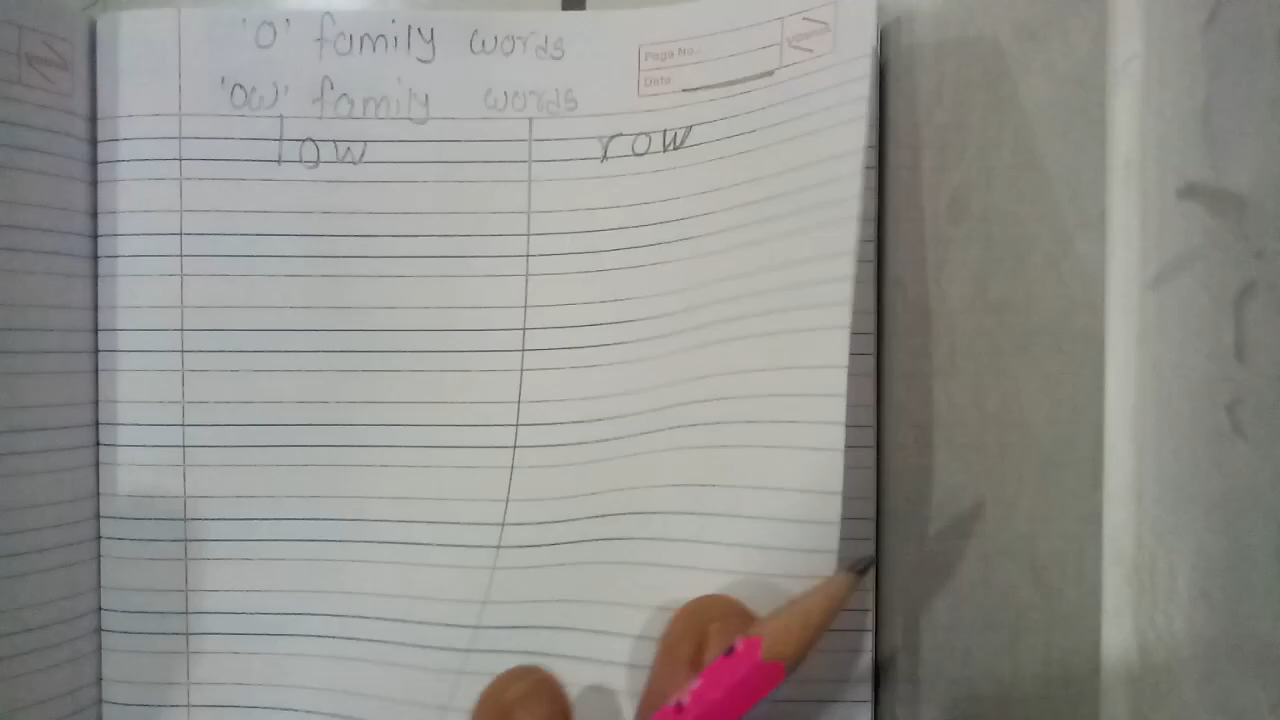 'O' family words
Page No.:
Date
'ow' family words
low row